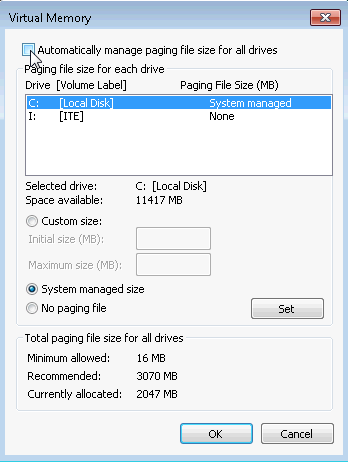 Virtual Memory
Automatically manage paging file size for all drives
Paging file size for each drive
Drive [Volume Label] Paging File Size (MB)
C: [Local Disk] System managed
I: [ITE] None
Selected drive: C: [Local Disk]
Space available: 11417 MB
Custom size:
Initial size (MB):
Maximum size (MB):
System managed size
No paging file
Set
Total paging file size for all drives
Minimum allowed: 16 MB
Recommended: 3070 MB
Currently allocated: 2047 MB
OK Cancel